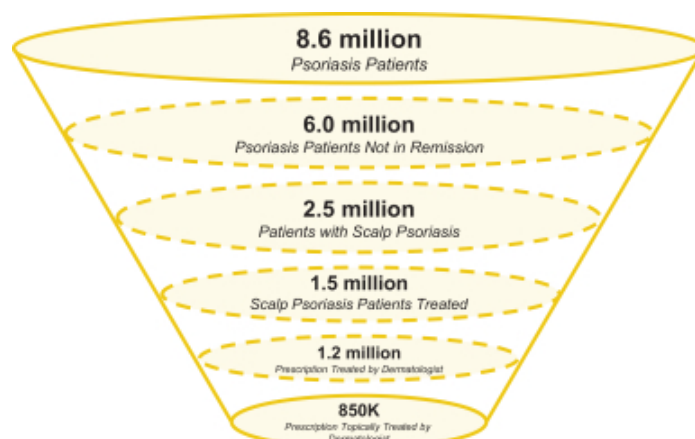 8.6 million
Psoriasis Patients
6.0 million
Psoriasis Patients Not in Remission
2.5 million
Patients with Scalp Psoriasis
1.5 million
Scalp Psoriasis Patients Treated
1.2 million
Prescription Treated by Dermatologist
850K
Prescription Topically Treated by
Dermatologist